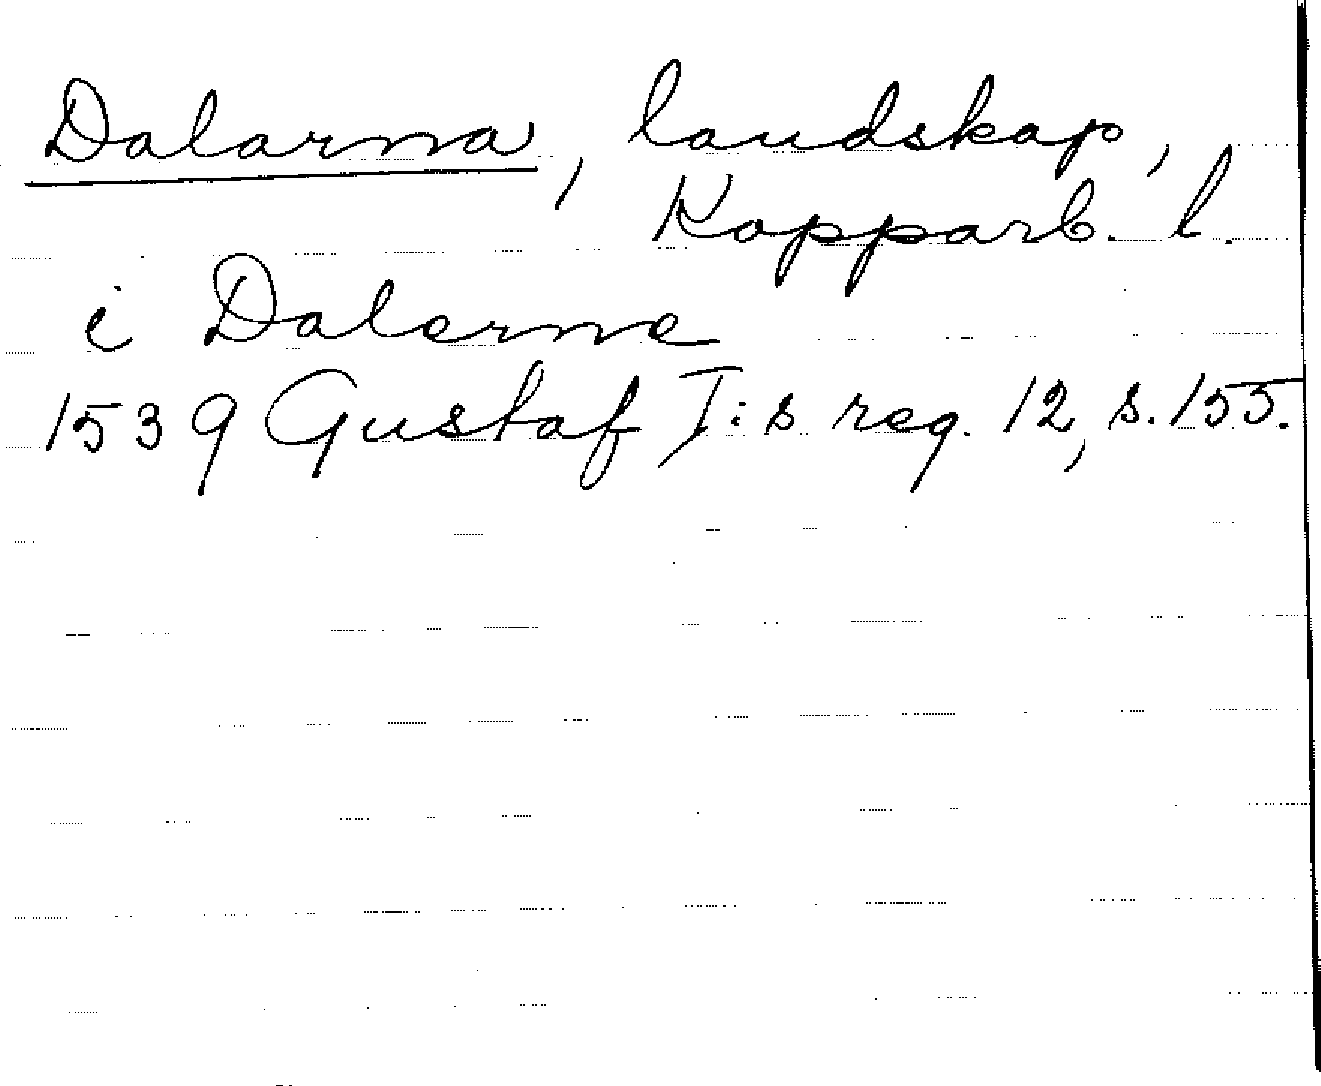 Dalarna, landskap,
Kopparb. l.
i Dalerne
1539 Gustaf I:s reg. 12, s. 155.